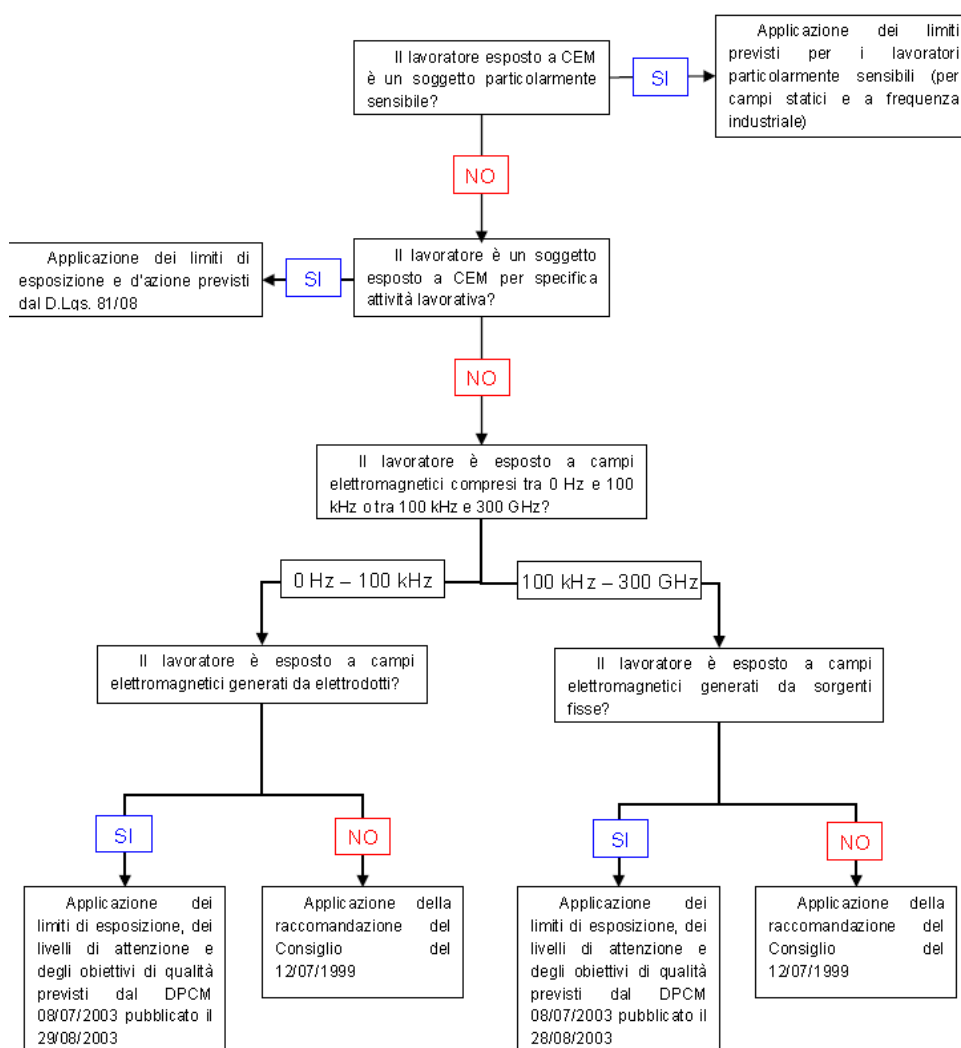 Il lavoratore esposto a CEM
è un soggetto particolarmente
sensibile?
SI
Applicazione dei limiti
previsti per i lavoratori
particolarmente sensibili (per
campi statici e a frequenza
industriale)
NO
Il lavoratore è un soggetto
esposto a CEM per specifica
attività lavorativa?
SI
Applicazione dei limiti di
esposizione e d'azione previsti
dal D.Lgs. 81/08
NO
Il lavoratore è esposto a campi
elettromagnetici compresi tra 0 Hz e 100
kHz o tra 100 kHz e 300 GHz?
0 Hz – 100 kHz
100 kHz – 300 GHz
Il lavoratore è esposto a campi
elettromagnetici generati da elettrodotti?
Il lavoratore è esposto a campi
elettromagnetici generati da sorgenti
fisse?
SI
NO
SI
NO
Applicazione dei
limiti di esposizione, dei
livelli di attenzione e
degli obiettivi di qualità
previsti dal DPCM
08/07/2003 pubblicato il
29/08/2003
Applicazione della
raccomandazione del
Consiglio del
12/07/1999
Applicazione dei
limiti di esposizione, dei
livelli di attenzione e
degli obiettivi di qualità
previsti dal DPCM
08/07/2003 pubblicato il
28/08/2003
Applicazione della
raccomandazione del
Consiglio del
12/07/1999